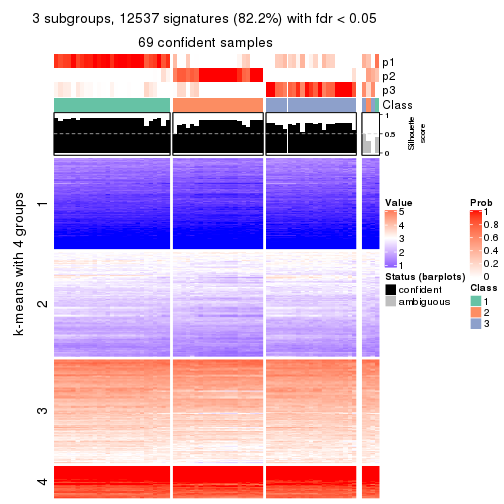 3 subgroups, 12537 signatures (82.2%) with fdr < 0.05
69 confident samples
p1
p2
p3
Class
1
0.5
0
Silhouette
score
k-means with 4 groups
1
2
3
4
Value
5
4
3
2
1
Status (barplots)
confident
ambiguous
Prob
1
0.8
0.6
0.4
0.2
0
Class
1
2
3